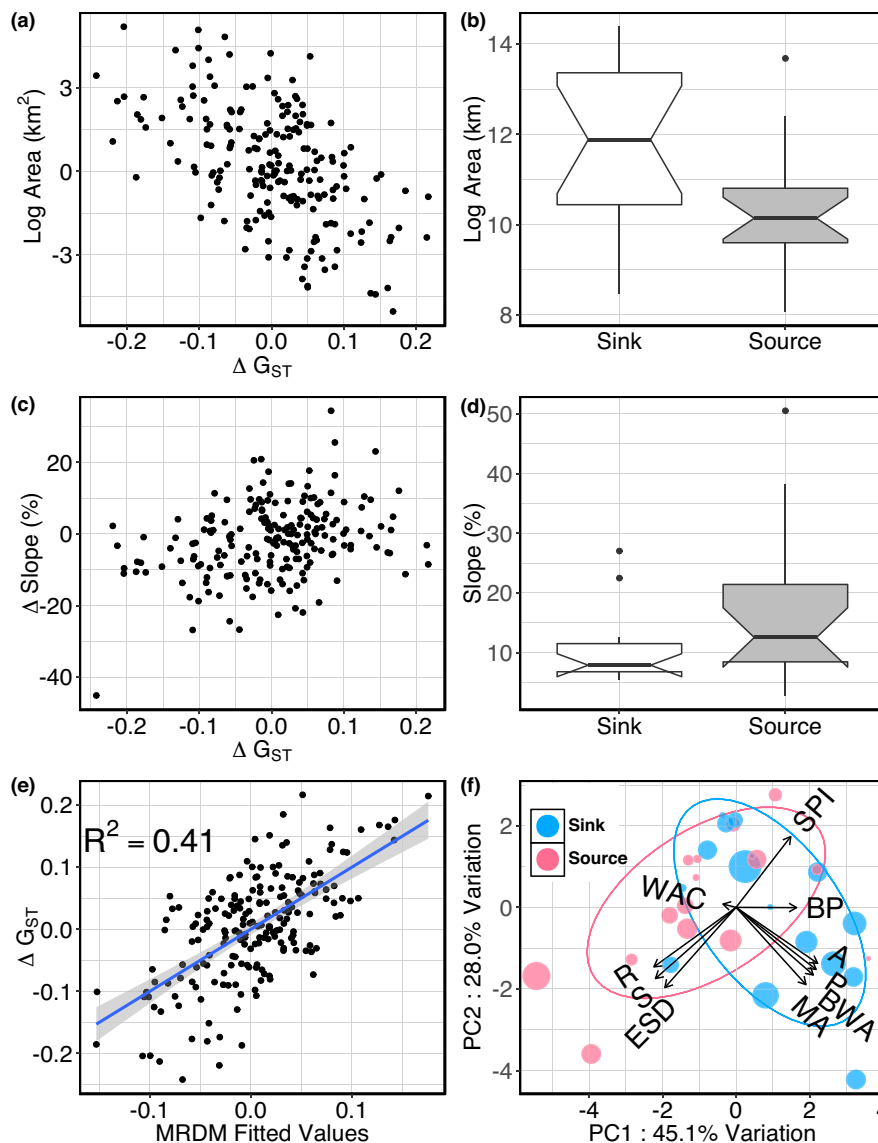 (a)
Log Area (km²)
3
0
-3
-0.2 -0.1 0.0 0.1 0.2
Δ G_ST
(b)
Log Area (km)
14
12
10
8
Sink Source
(c)
Δ Slope (%)
20
0
-20
-40
-0.2 -0.1 0.0 0.1 0.2
Δ G_ST
(d)
Slope (%)
50
40
30
20
10
Sink Source
(e)
R² = 0.41
Δ G_ST
0.2
0.1
0.0
-0.1
-0.2
-0.1 0.0 0.1
MRDM Fitted Values
(f)
Sink
Source
PC2 : 28.0% Variation
2
0
-2
-4
SPI
WAC
BP
A
P
BWA
MA
R
S
ESD
-4 -2 0 2 4
PC1 : 45.1% Variation